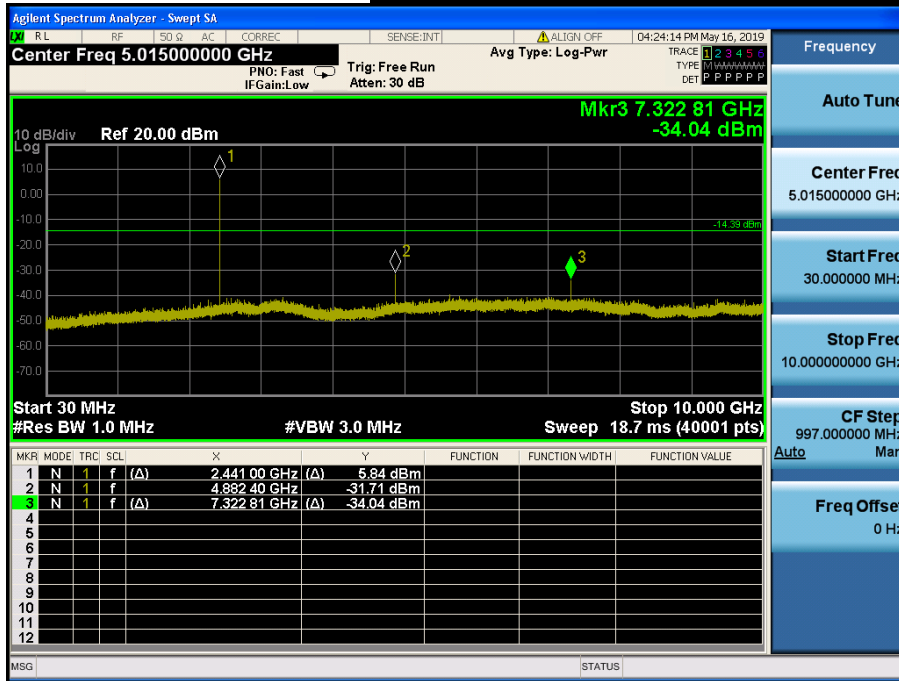 Agilent Spectrum Analyzer - Swept SA
LXI RL RF 50 Ω AC CORREC SENSE:INT ALIGN OFF 04:24:14 PM May 16, 2019
Center Freq 5.015000000 GHz
PNO: Fast
IFGain:Low
Trig: Free Run
Atten: 30 dB
Avg Type: Log-Pwr
TRACE 1 2 3 4 5 6
TYPE M WWWWW
DET P P P P P P
Mkr3 7.322 81 GHz
-34.04 dBm
10 dB/div Ref 20.00 dBm
Log
10.0
0.00
-10.0
-20.0
-30.0
-40.0
-50.0
-60.0
-70.0
1
2
3
-14.39 dBm
Start 30 MHz Stop 10.000 GHz
#Res BW 1.0 MHz #VBW 3.0 MHz Sweep 18.7 ms (40001 pts)
MKR MODE TRC SCL X Y FUNCTION FUNCTION WIDTH FUNCTION VALUE
1 N 1 f (Δ) 2.441 00 GHz (Δ) 5.84 dBm
2 N 1 f 4.882 40 GHz -31.71 dBm
3 N 1 f (Δ) 7.322 81 GHz (Δ) -34.04 dBm
4
5
6
7
8
9
10
11
12
MSG STATUS
Frequency
Auto Tune
Center Freq
5.015000000 GHz
Start Freq
30.000000 MHz
Stop Freq
10.000000000 GHz
CF Step
997.000000 MHz
Auto Man
Freq Offset
0 Hz